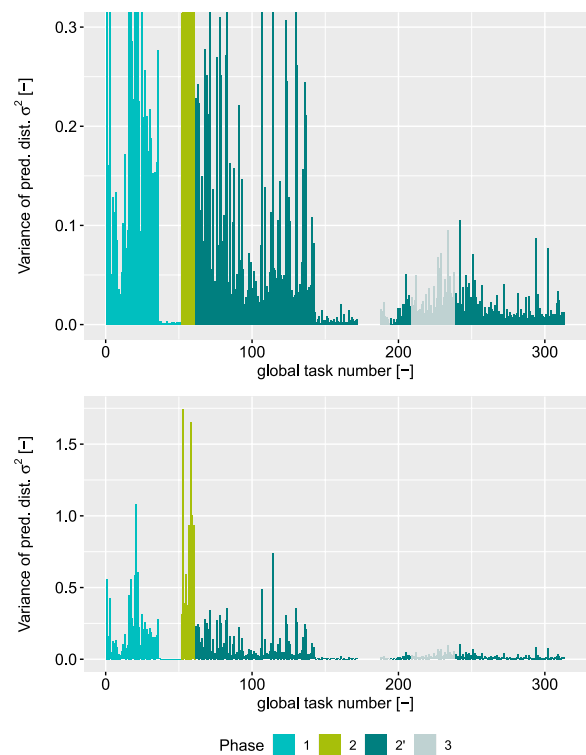 0.3
0.2
0.1
0.0
Variance of pred. dist. σ² [−]
0 100 200 300
global task number [−]
1.5
1.0
0.5
0.0
Variance of pred. dist. σ² [−]
0 100 200 300
global task number [−]
Phase 1 2 2' 3